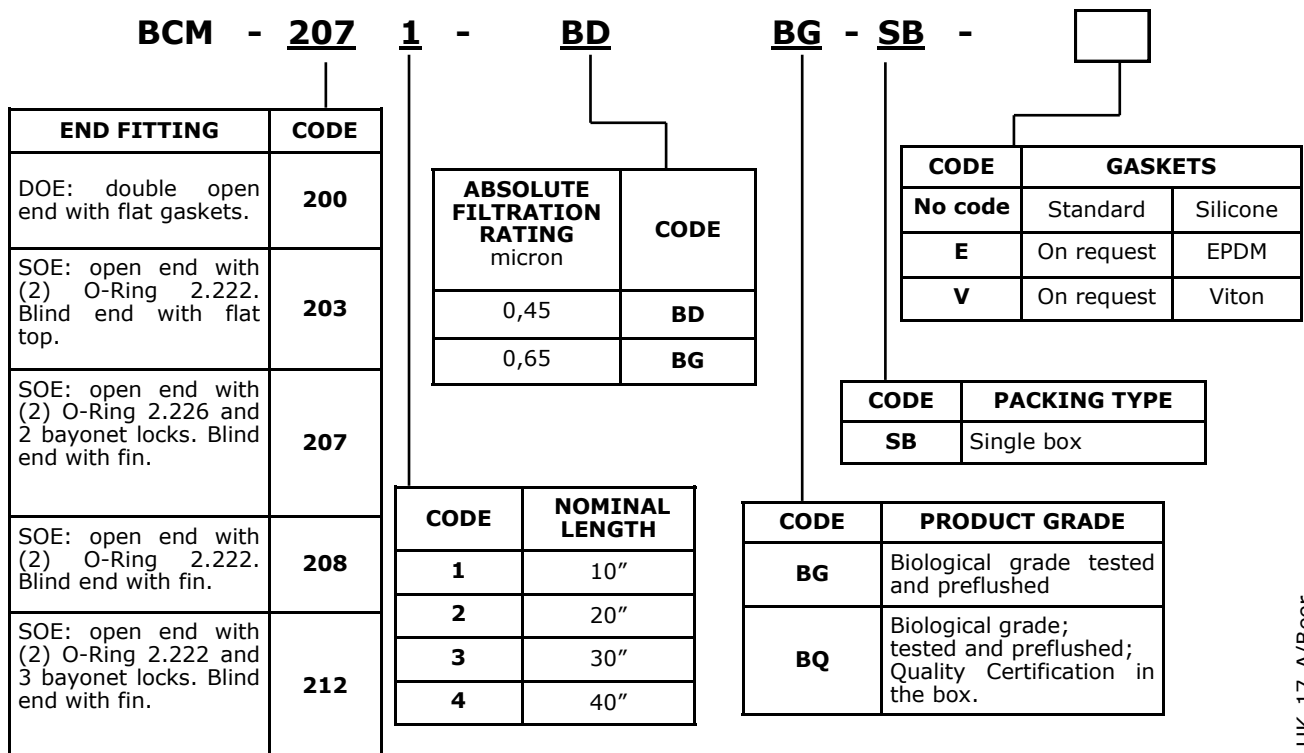 BCM - 207 1 - BD BG - SB -
END FITTING CODE
DOE: double open
end with flat gaskets.
200
SOE: open end with
(2) O-Ring 2.222.
Blind end with flat
top.
203
SOE: open end with
(2) O-Ring 2.226 and
2 bayonet locks. Blind
end with fin.
207
SOE: open end with
(2) O-Ring 2.222.
Blind end with fin.
208
SOE: open end with
(2) O-Ring 2.222 and
3 bayonet locks. Blind
end with fin.
212
ABSOLUTE
FILTRATION
RATING
micron
CODE
0,45 BD
0,65 BG
CODE NOMINAL
LENGTH
1 10″
2 20″
3 30″
4 40″
CODE GASKETS
No code Standard Silicone
E On request EPDM
V On request Viton
CODE PACKING TYPE
SB Single box
CODE PRODUCT GRADE
BG
Biological grade tested
and preflushed
BQ
Biological grade;
tested and preflushed;
Quality Certification in
the box.
17 A/Beer